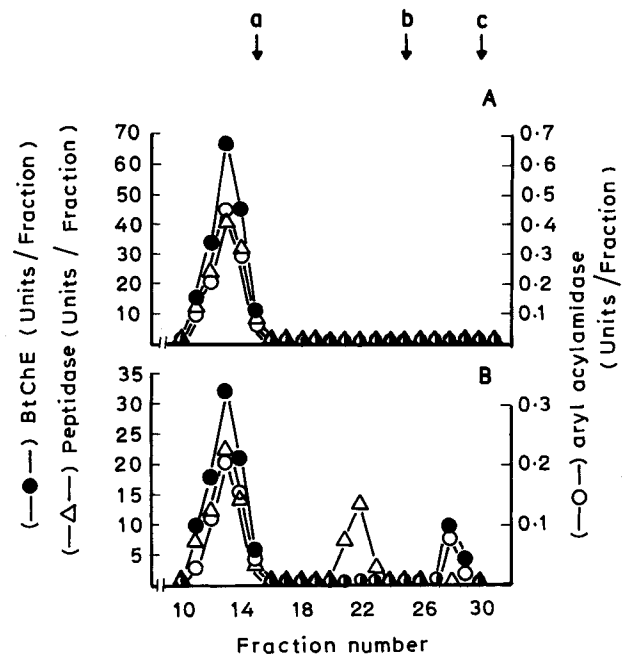 a b c
A
70
60
50
40
30
20
10
0·7
0·6
0·5
0·4
0·3
0·2
0·1
B
35
30
25
20
15
10
5
0·3
0·2
0·1
10 14 18 22 26 30
Fraction number
(—●—) BtChE (Units/Fraction)
(—△—) Peptidase (Units / Fraction)
(—○—) aryl acylamidase
(Units/Fraction)